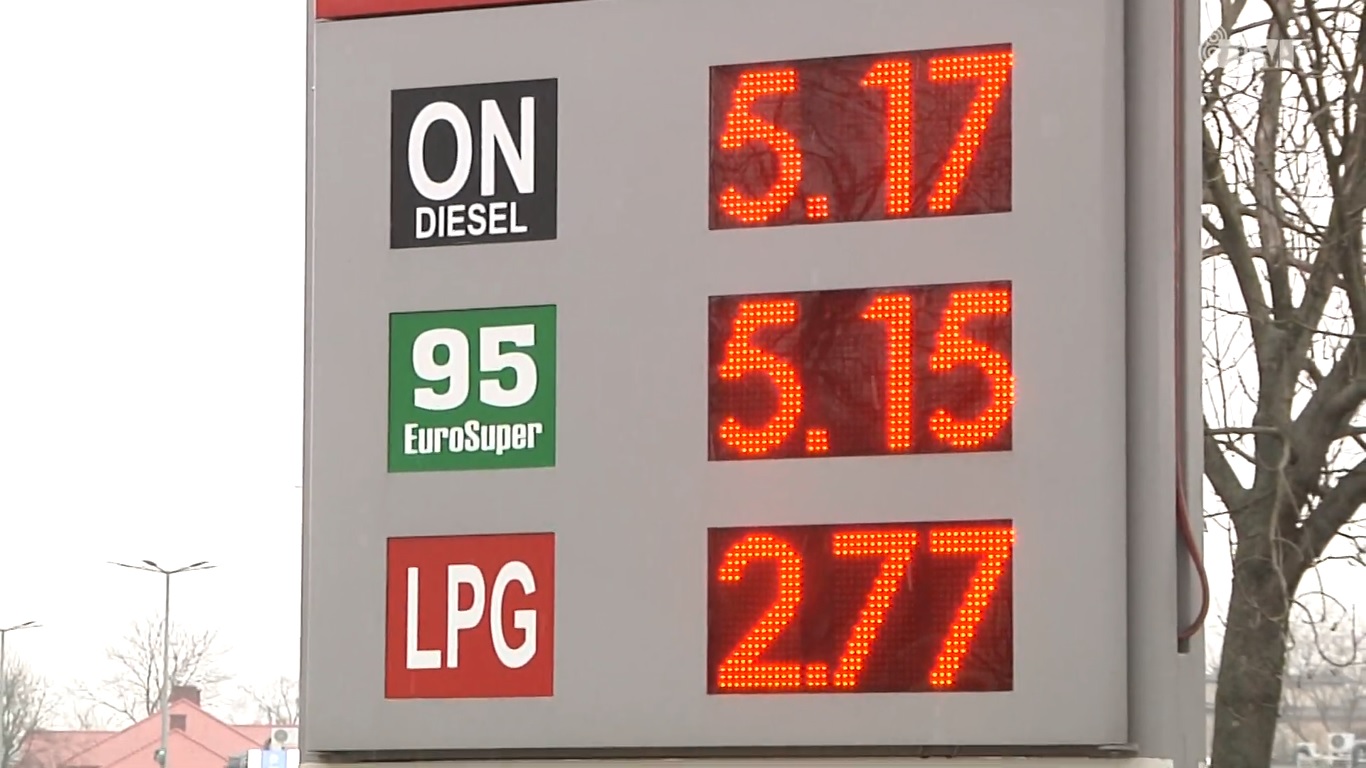 ON
DIESEL
5.17
95
EuroSuper
5.15
LPG
2.77